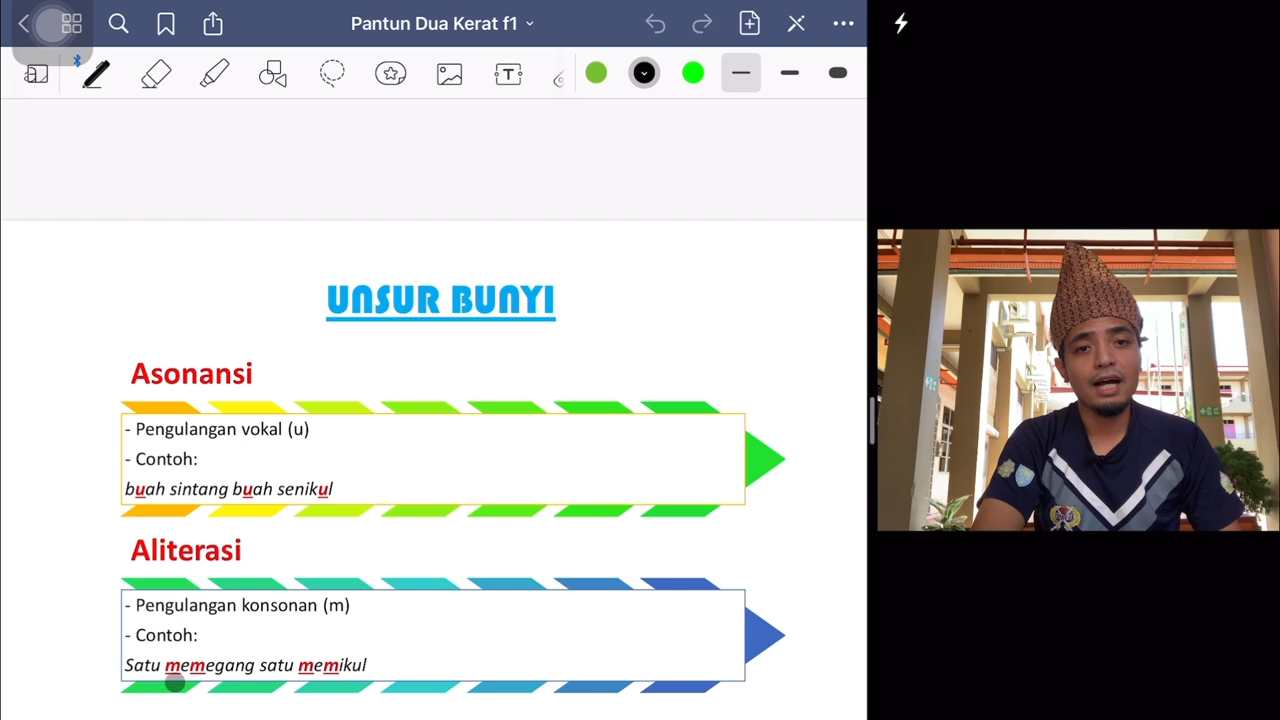 Pantun Dua Kerat f1
T
UNSUR BUNYI
Asonansi
- Pengulangan vokal (u)
- Contoh:
buah sintang buah senikul
Aliterasi
- Pengulangan konsonan (m)
- Contoh:
Satu memegang satu memikul